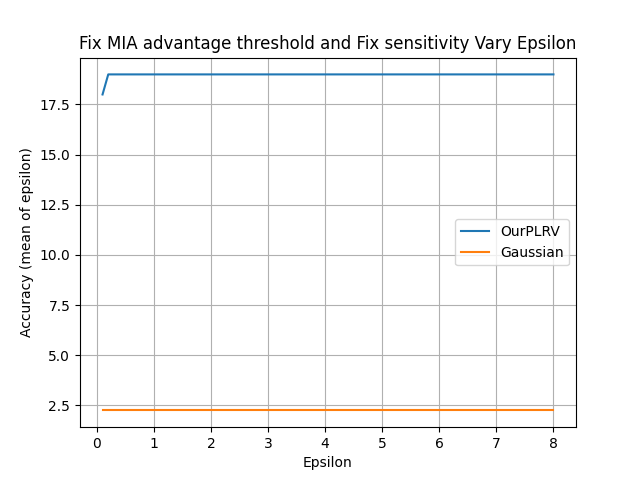 Fix MIA advantage threshold and Fix sensitivity Vary Epsilon
17.5
15.0
12.5
10.0
7.5
5.0
2.5
Accuracy (mean of epsilon)
OurPLRV
Gaussian
0 1 2 3 4 5 6 7 8
Epsilon